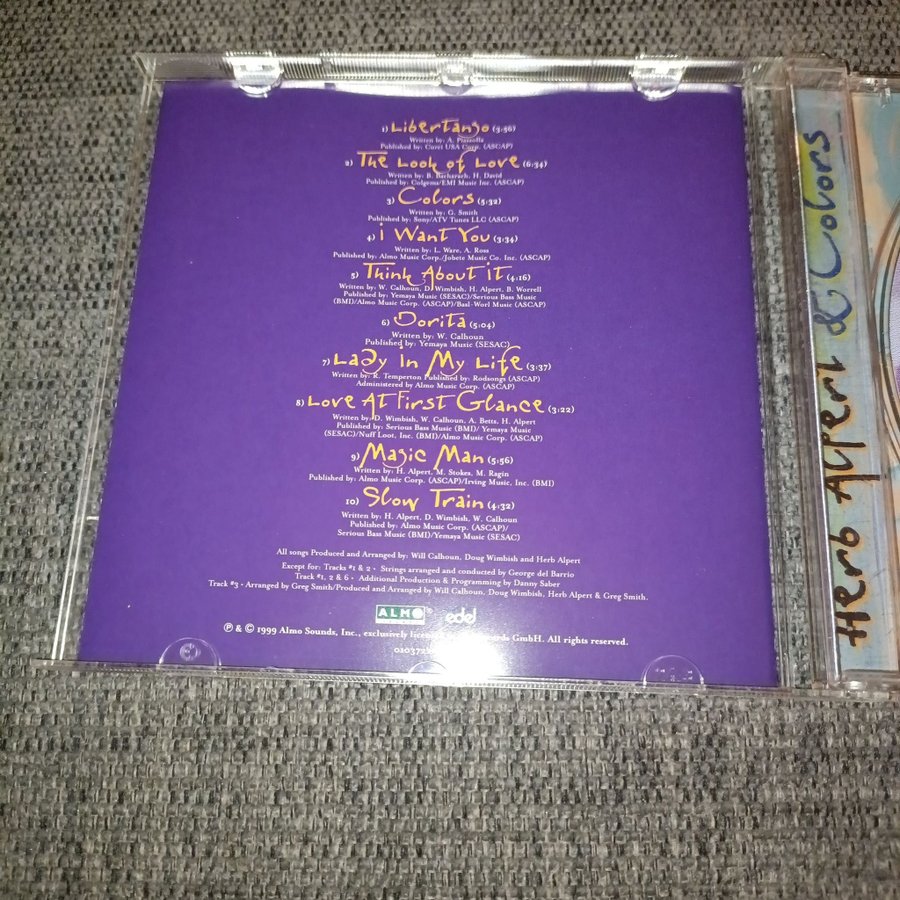 1) Libertango (3:56)
Written by: A. Piazzolla
Published by: Curci USA Corp. (ASCAP)
2) The Look of Love (6:34)
Written by: B. Bacharach, H. David
Published by: Colgems/EMI Music Inc. (ASCAP)
3) Colors (5:32)
Written by: G. Smith
Published by: Sony/ATV Tunes LLC (ASCAP)
4) I Want You (3:34)
Written by: L. Ware, A. Ross
Published by: Almo Music Corp./Jobete Music Co. Inc. (ASCAP)
5) Think About It (4:16)
Written by: W. Calhoun, D. Wimbish, H. Alpert, B. Worrell
Published by: Yemaya Music (SESAC)/Serious Bass Music
(BMI)/Almo Music Corp. (ASCAP)/Basl-Worl Music (ASCAP)
6) Dorita (5:04)
Written by: W. Calhoun
Published by: Yemaya Music (SESAC)
7) Lady In My Life (3:37)
Written by: R. Temperton Published by: Rodsongs (ASCAP)
Administered by Almo Music Corp. (ASCAP)
8) Love At First Glance (3:22)
Written by: D. Wimbish, W. Calhoun, A. Betts, H. Alpert
Published by: Serious Bass Music (BMI)/ Yemaya Music
(SESAC)/Nuff Loot, Inc. (BMI)/Almo Music Corp. (ASCAP)
9) Magic Man (5:56)
Written by: H. Alpert, M. Stokes, M. Ragin
Published by: Almo Music Corp. (ASCAP)/Irving Music, Inc. (BMI)
10) Slow Train (4:32)
Written by: H. Alpert, D. Wimbish, W. Calhoun
Published by: Almo Music Corp. (ASCAP)/
Serious Bass Music (BMI)/Yemaya Music (SESAC)
All songs Produced and Arranged by: Will Calhoun, Doug Wimbish and Herb Alpert
Except for: Tracks #1 & 2 • Strings arranged and conducted by George del Barrio
Track #1, 2 & 6 • Additional Production & Programming by Danny Saber
Track #3 • Arranged by Greg Smith/Produced and Arranged by Will Calhoun, Doug Wimbish, Herb Alpert & Greg Smith.
ALMO edel
℗ & © 1999 Almo Sounds, Inc., exclusively GmbH. All rights reserved.
Herb Alpert & Colors